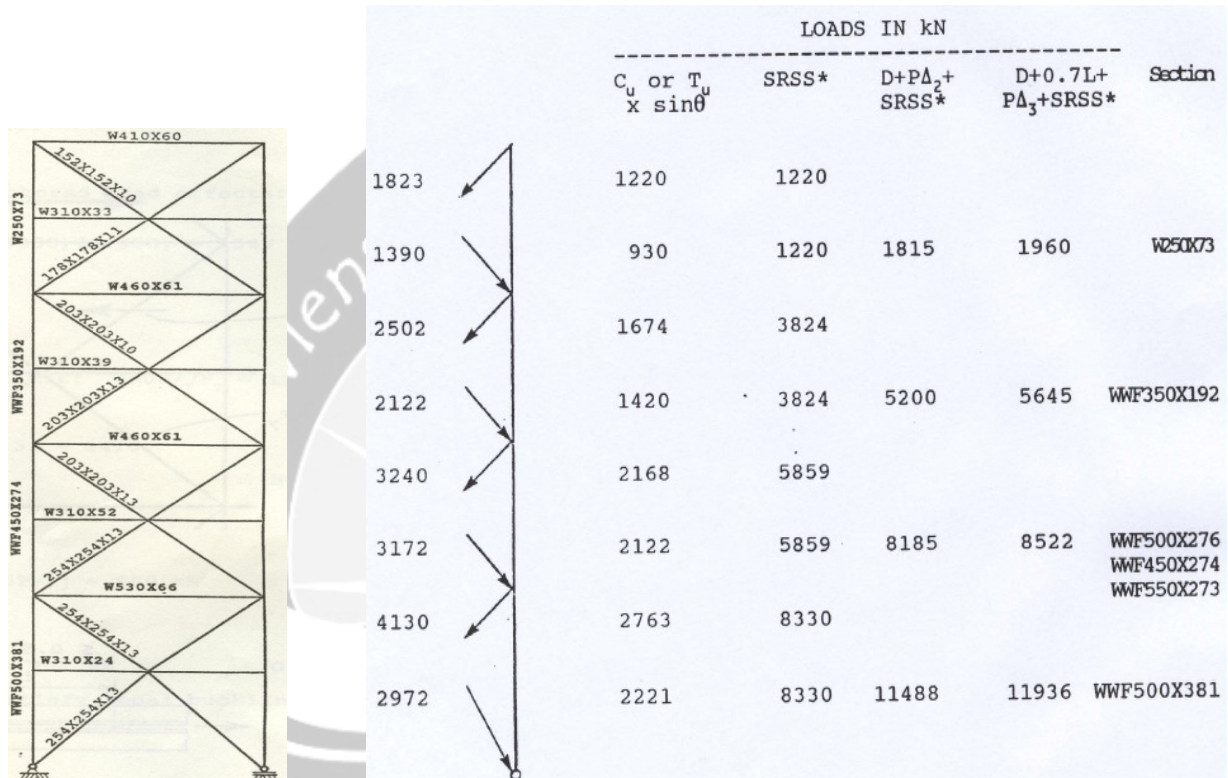 W410X60
152X152X10
W310X33
W250X73
178X178X11
W460X61
203X203X10
W310X39
WWF350X192
203X203X13
W460X61
203X203X13
W310X52
WWF450X274
254X254X13
W530X66
254X254X13
W310X24
WWF500X381
254X254X13
LOADS IN kN
Cu or Tu x sinθ SRSS* D+PΔ2+ SRSS* D+0.7L+ PΔ3+SRSS* Section
1823 1220 1220
1390 930 1220 1815 1960 W250X73
2502 1674 3824
2122 1420 3824 5200 5645 WWF350X192
3240 2168 5859
3172 2122 5859 8185 8522 WWF500X276
WWF450X274
WWF550X273
4130 2763 8330
2972 2221 8330 11488 11936 WWF500X381